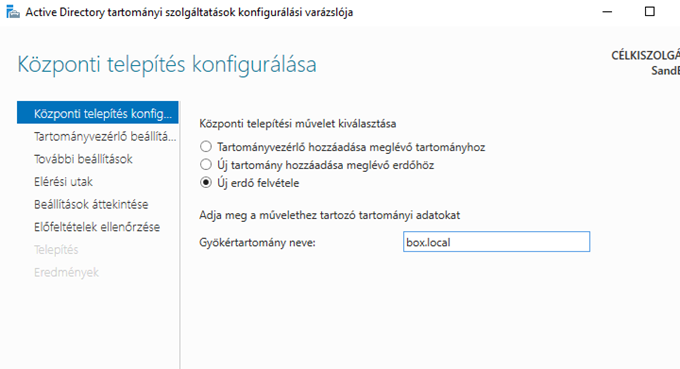 Active Directory tartományi szolgáltatások konfigurálási varázslója
Központi telepítés konfigurálása
CÉLKISZOLGÁ
SandB
Központi telepítés konfig...
Tartományvezérlő beállítá...
További beállítások
Elérési utak
Beállítások áttekintése
Előfeltételek ellenőrzése
Telepítés
Eredmények
Központi telepítési művelet kiválasztása
Tartományvezérlő hozzáadása meglévő tartományhoz
Új tartomány hozzáadása meglévő erdőhöz
Új erdő felvétele
Adja meg a művelethez tartozó tartományi adatokat
Gyökértartomány neve: box.local